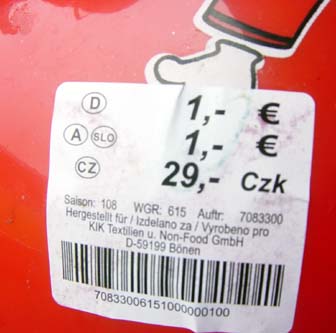 D 1,- €
A SLO 1,- €
CZ 29,- Czk
Saison: 108 WGR: 615 Auftr: 7083300
Hergestellt für / Izdelano za / Vyrobeno pro
KIK Textilien u. Non-Food GmbH
D-59199 Bönen
70833006151000000100